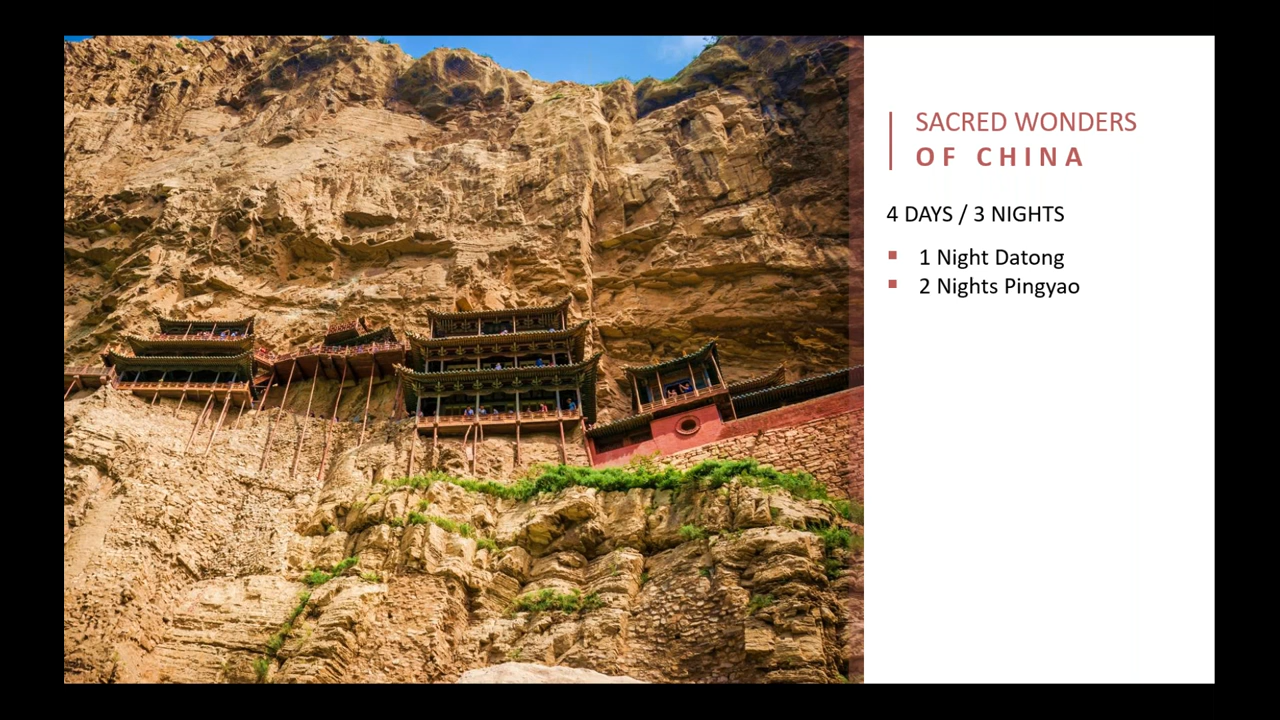 SACRED WONDERS
OF CHINA
4 DAYS / 3 NIGHTS
▪ 1 Night Datong
▪ 2 Nights Pingyao